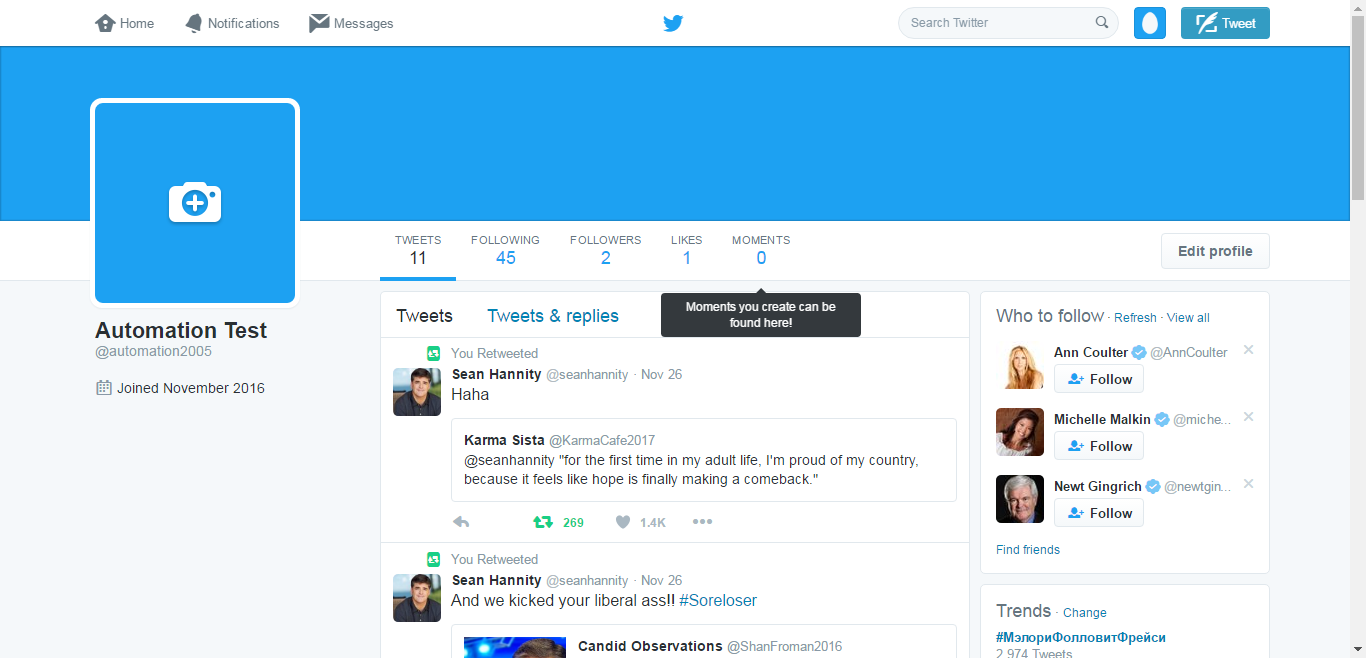 Home Notifications Messages Search Twitter Tweet
TWEETS FOLLOWING FOLLOWERS LIKES MOMENTS
11 45 2 1 0
Edit profile
Moments you create can be
found here!
Automation Test
@automation2005
Joined November 2016
Tweets Tweets & replies
You Retweeted
Sean Hannity @seanhannity · Nov 26
Haha
Karma Sista @KarmaCafe2017
@seanhannity "for the first time in my adult life, I'm proud of my country,
because it feels like hope is finally making a comeback."
269 1.4K
You Retweeted
Sean Hannity @seanhannity · Nov 26
And we kicked your liberal ass!! #Soreloser
Candid Observations @ShanFroman2016
Who to follow · Refresh · View all
Ann Coulter @AnnCoulter
Follow
Michelle Malkin @miche...
Follow
Newt Gingrich @newtgin...
Follow
Find friends
Trends · Change
#МэлориФолловитФрейси
2,974 Tweets